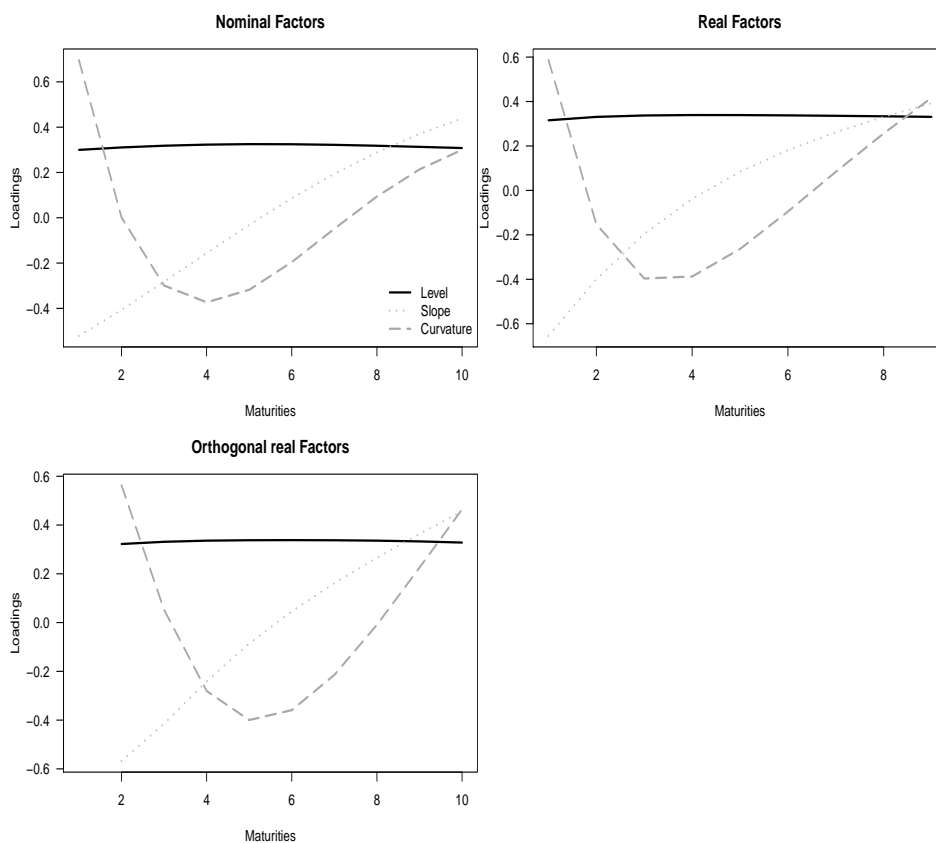 Nominal Factors
Loadings
0.6
0.4
0.2
0.0
−0.2
−0.4
Level
Slope
Curvature
2 4 6 8 10
Maturities
Real Factors
Loadings
0.6
0.4
0.2
0.0
−0.2
−0.4
−0.6
2 4 6 8
Maturities
Orthogonal real Factors
Loadings
0.6
0.4
0.2
0.0
−0.2
−0.4
−0.6
2 4 6 8 10
Maturities